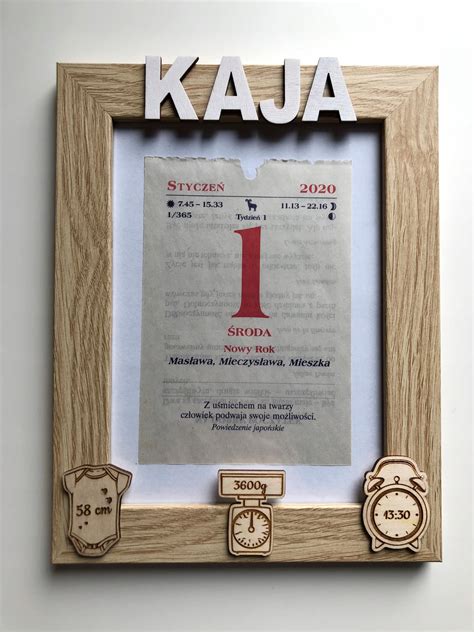 KAJA
STYCZEŃ 2020
7.45 – 15.33 11.13 – 22.16
1/365 Tydzień 1
1
ŚRODA
Nowy Rok
Masława, Mieczysława, Mieszka
Z uśmiechem na twarzy
człowiek podwaja swoje możliwości.
Powiedzenie japońskie
58 cm
3600g
13:30